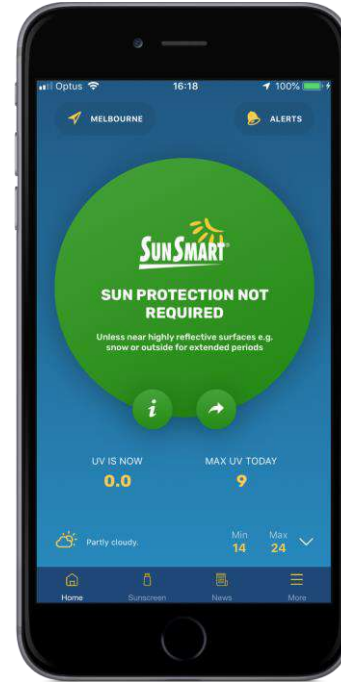 Optus 16:18 100%
MELBOURNE ALERTS
SUNSMART®
SUN PROTECTION NOT
REQUIRED
Unless near highly reflective surfaces e.g.
snow or outside for extended periods
i
UV IS NOW MAX UV TODAY
0.0 9
Partly cloudy. Min Max
14 24
Home Sunscreen News More